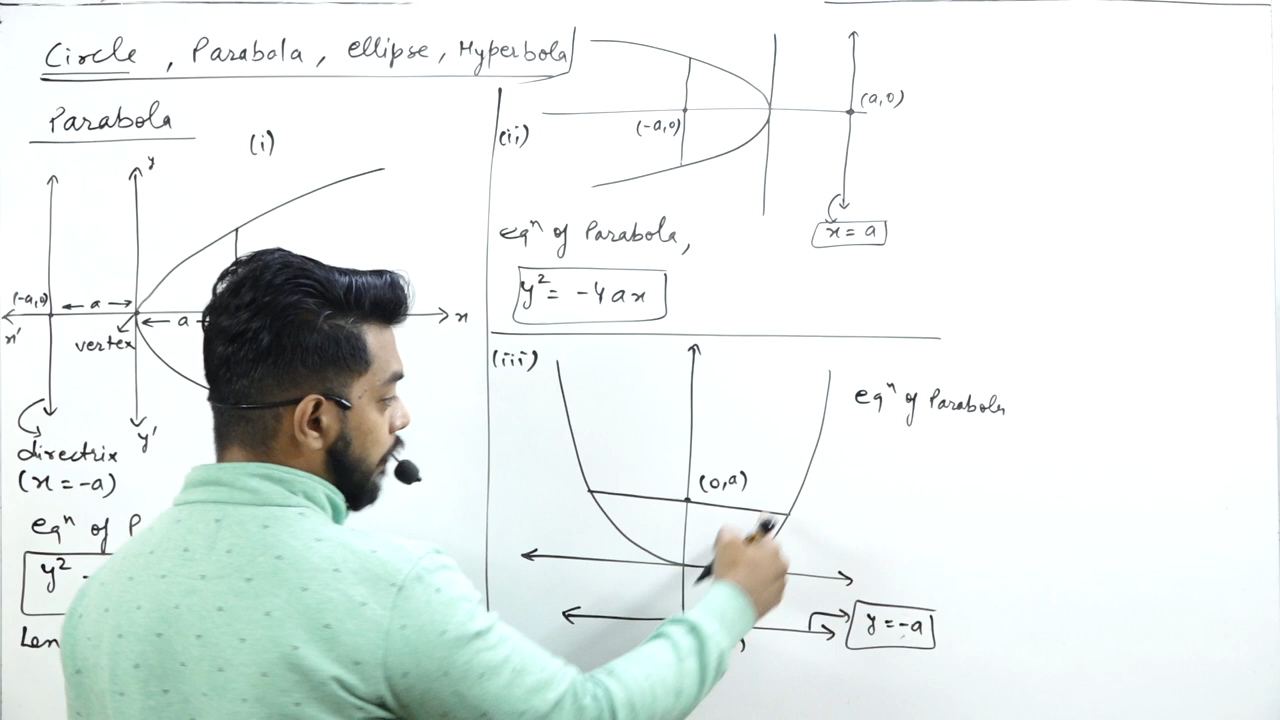 Circle , Parabola , ellipse , Hyperbola
Parabola
(i)
y
(-a,0)
a
a
x
x'
vertex
y'
directrix
(x = -a)
eqⁿ of P
y²
Len
(ii)
(-a,0)
(a,0)
x = a
eqⁿ of Parabola,
y² = -4ax
(iii)
(0,a)
eqⁿ of Parabola
y = -a